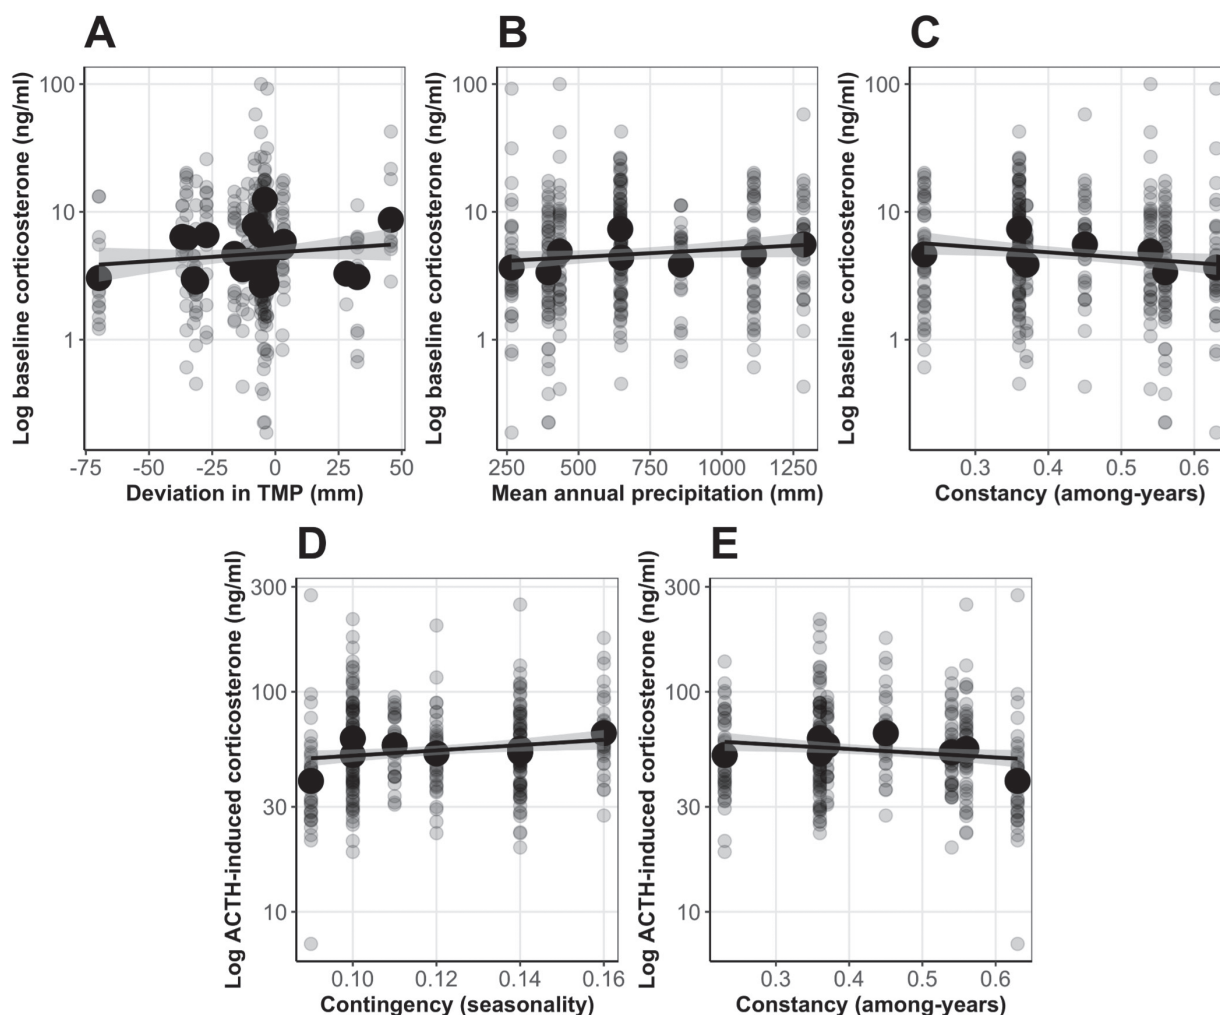 A
B
C
Log baseline corticosterone (ng/ml)
100
10
1
-75 -50 -25 0 25 50
Deviation in TMP (mm)
Log baseline corticosterone (ng/ml)
100
10
1
250 500 750 1000 1250
Mean annual precipitation (mm)
Log baseline corticosterone (ng/ml)
100
10
1
0.3 0.4 0.5 0.6
Constancy (among-years)
D
E
Log ACTH-induced corticosterone (ng/ml)
300
100
30
10
0.10 0.12 0.14 0.16
Contingency (seasonality)
Log ACTH-induced corticosterone (ng/ml)
300
100
30
10
0.3 0.4 0.5 0.6
Constancy (among-years)